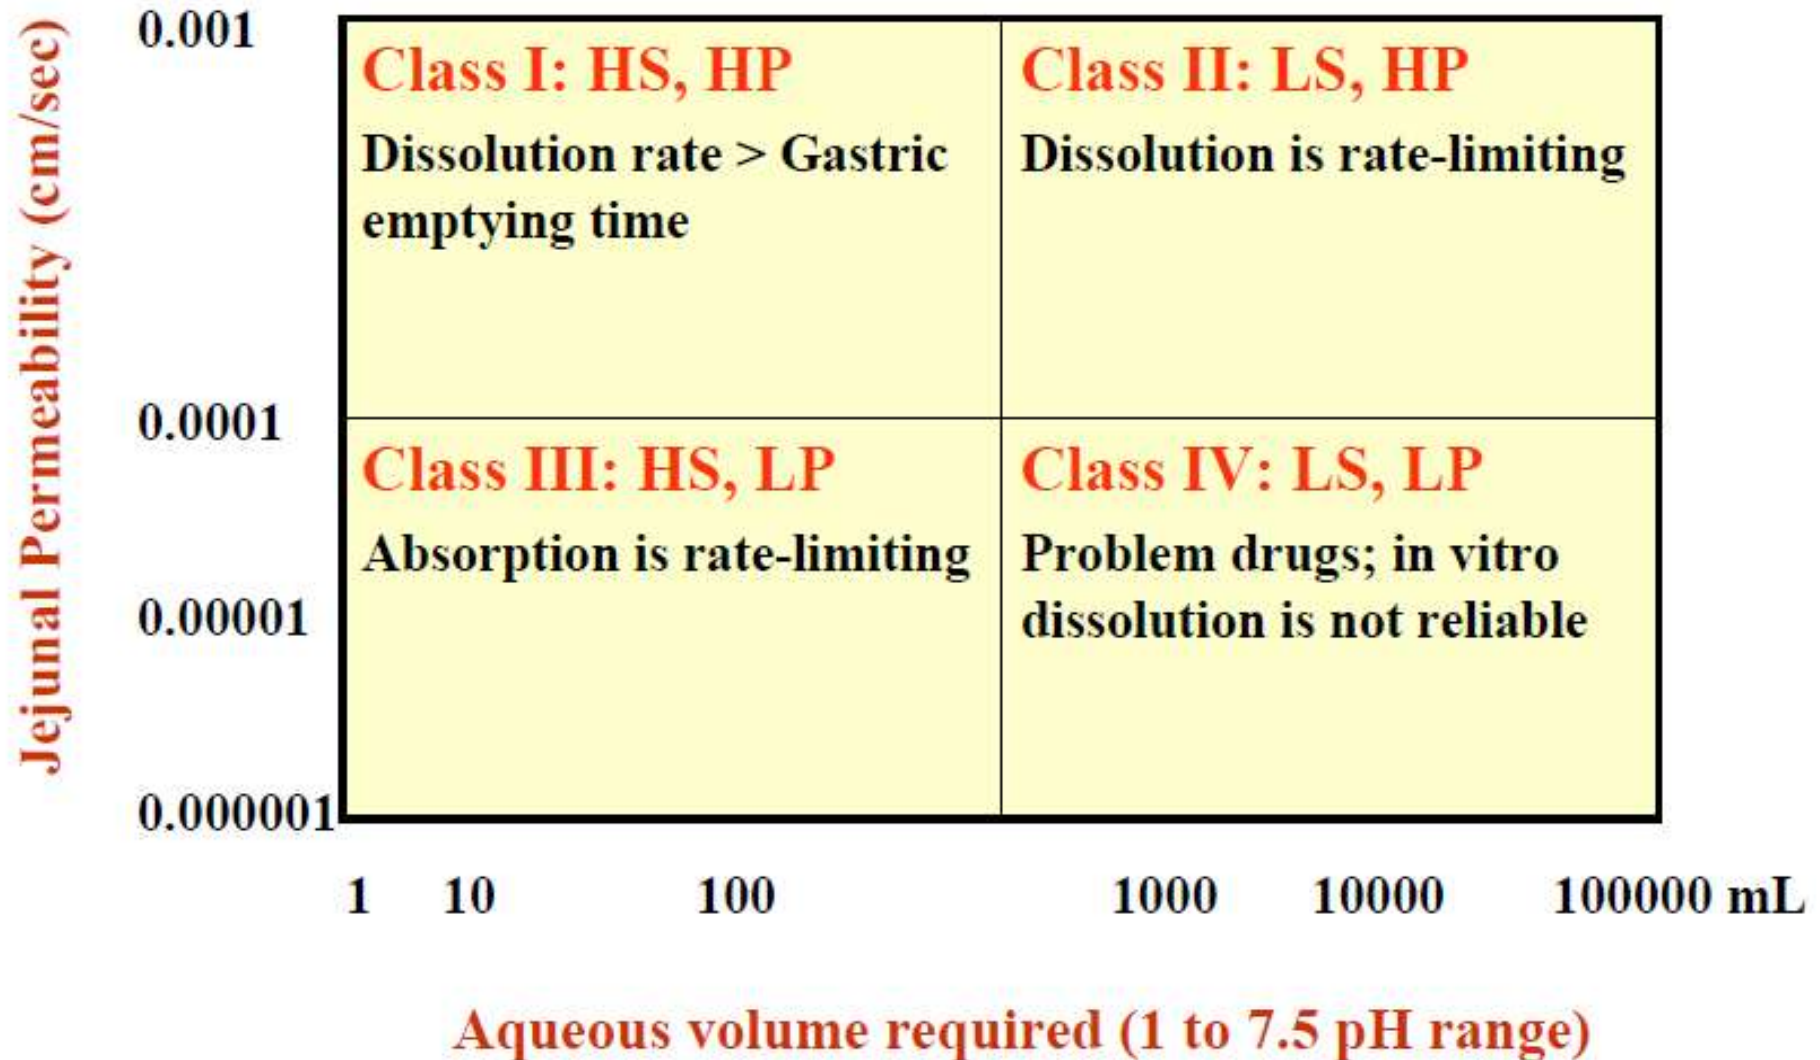 Jejunal Permeability (cm/sec)
0.001
Class I: HS, HP
Dissolution rate > Gastric
emptying time
Class II: LS, HP
Dissolution is rate-limiting
0.0001
Class III: HS, LP
Absorption is rate-limiting
Class IV: LS, LP
Problem drugs; in vitro
dissolution is not reliable
0.00001
0.000001
1 10 100 1000 10000 100000 mL
Aqueous volume required (1 to 7.5 pH range)